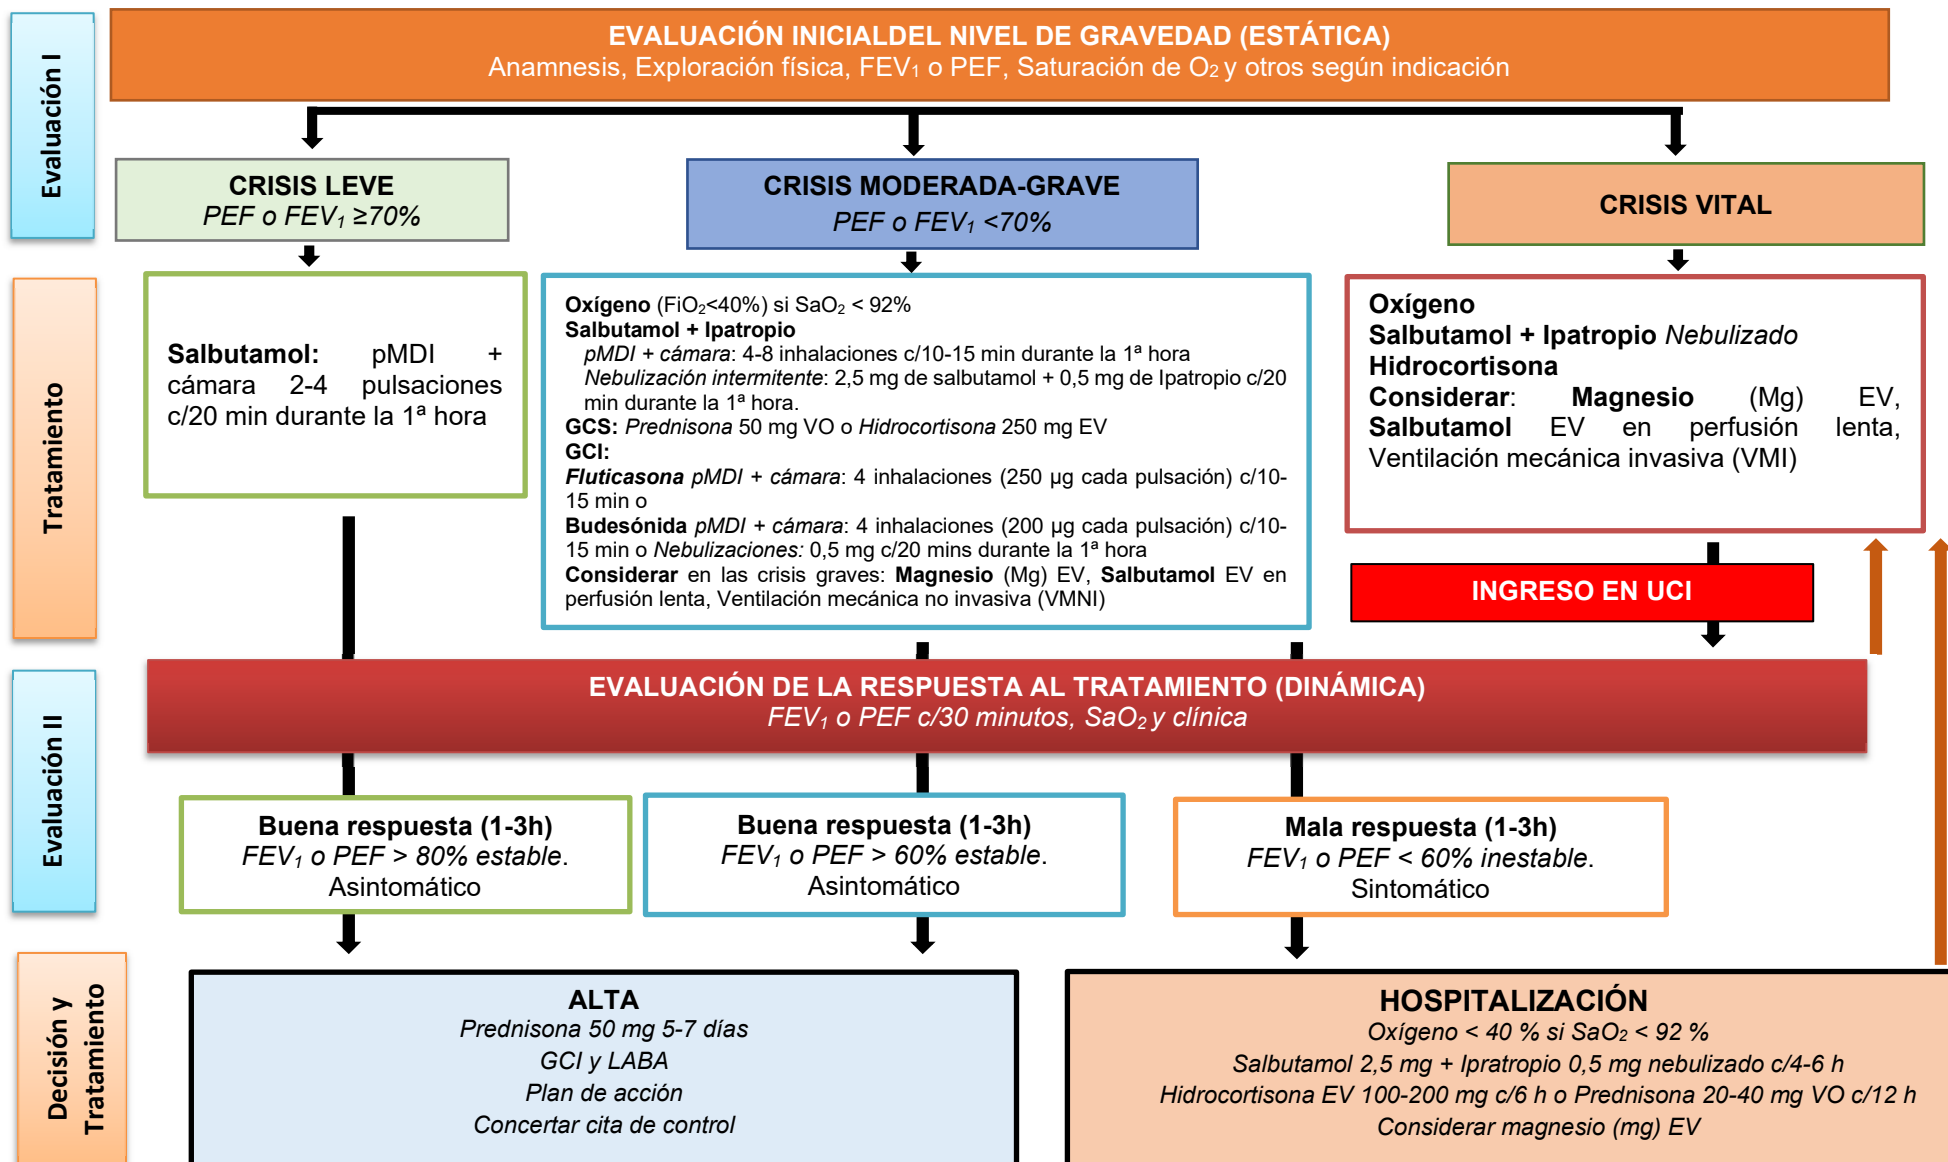 Evaluación I
EVALUACIÓN INICIALDEL NIVEL DE GRAVEDAD (ESTÁTICA)
Anamnesis, Exploración física, FEV₁ o PEF, Saturación de O₂ y otros según indicación
CRISIS LEVE
PEF o FEV₁ ≥70%
CRISIS MODERADA-GRAVE
PEF o FEV₁ <70%
CRISIS VITAL
Tratamiento
Salbutamol: pMDI +
cámara 2-4 pulsaciones
c/20 min durante la 1ª hora
Oxígeno (FiO₂<40%) si SaO₂ < 92%
Salbutamol + Ipatropio
pMDI + cámara: 4-8 inhalaciones c/10-15 min durante la 1ª hora
Nebulización intermitente: 2,5 mg de salbutamol + 0,5 mg de Ipatropio c/20
min durante la 1ª hora.
GCS: Prednisona 50 mg VO o Hidrocortisona 250 mg EV
GCI:
Fluticasona pMDI + cámara: 4 inhalaciones (250 µg cada pulsación) c/10-
15 min o
Budesónida pMDI + cámara: 4 inhalaciones (200 µg cada pulsación) c/10-
15 min o Nebulizaciones: 0,5 mg c/20 mins durante la 1ª hora
Considerar en las crisis graves: Magnesio (Mg) EV, Salbutamol EV en
perfusión lenta, Ventilación mecánica no invasiva (VMNI)
Oxígeno
Salbutamol + Ipatropio Nebulizado
Hidrocortisona
Considerar: Magnesio (Mg) EV,
Salbutamol EV en perfusión lenta,
Ventilación mecánica invasiva (VMI)
INGRESO EN UCI
Evaluación II
EVALUACIÓN DE LA RESPUESTA AL TRATAMIENTO (DINÁMICA)
FEV₁ o PEF c/30 minutos, SaO₂ y clínica
Buena respuesta (1-3h)
FEV₁ o PEF > 80% estable.
Asintomático
Buena respuesta (1-3h)
FEV₁ o PEF > 60% estable.
Asintomático
Mala respuesta (1-3h)
FEV₁ o PEF < 60% inestable.
Sintomático
Decisión y
Tratamiento
ALTA
Prednisona 50 mg 5-7 días
GCI y LABA
Plan de acción
Concertar cita de control
HOSPITALIZACIÓN
Oxígeno < 40 % si SaO₂ < 92 %
Salbutamol 2,5 mg + Ipratropio 0,5 mg nebulizado c/4-6 h
Hidrocortisona EV 100-200 mg c/6 h o Prednisona 20-40 mg VO c/12 h
Considerar magnesio (mg) EV